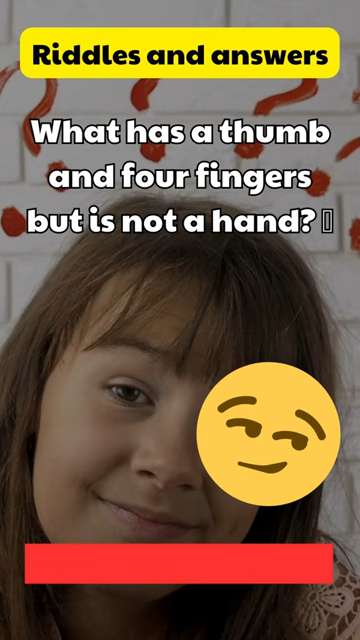 Riddles and answers
What has a thumb
and four fingers
but is not a hand?